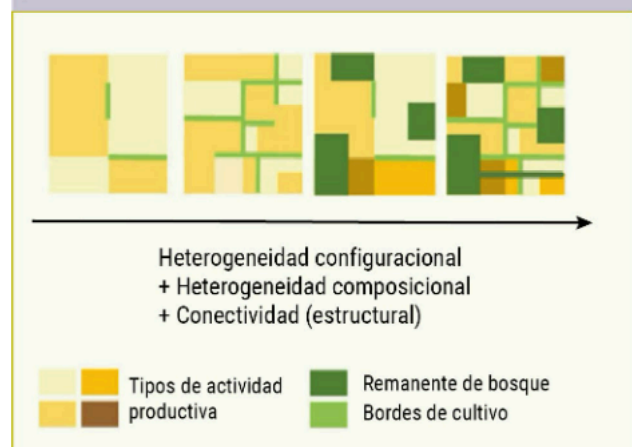 Heterogeneidad configuracional
+ Heterogeneidad composicional
+ Conectividad (estructural)
Tipos de actividad
productiva
Remanente de bosque
Bordes de cultivo